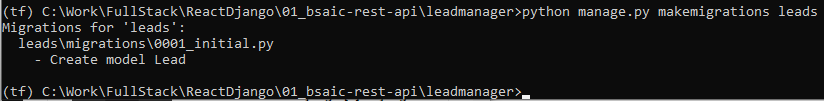 (tf) C:\Work\FullStack\ReactDjango\01_bsaic-rest-api\leadmanager>python manage.py makemigrations leads
Migrations for 'leads':
  leads\migrations\0001_initial.py
    - Create model Lead
(tf) C:\Work\FullStack\ReactDjango\01_bsaic-rest-api\leadmanager>